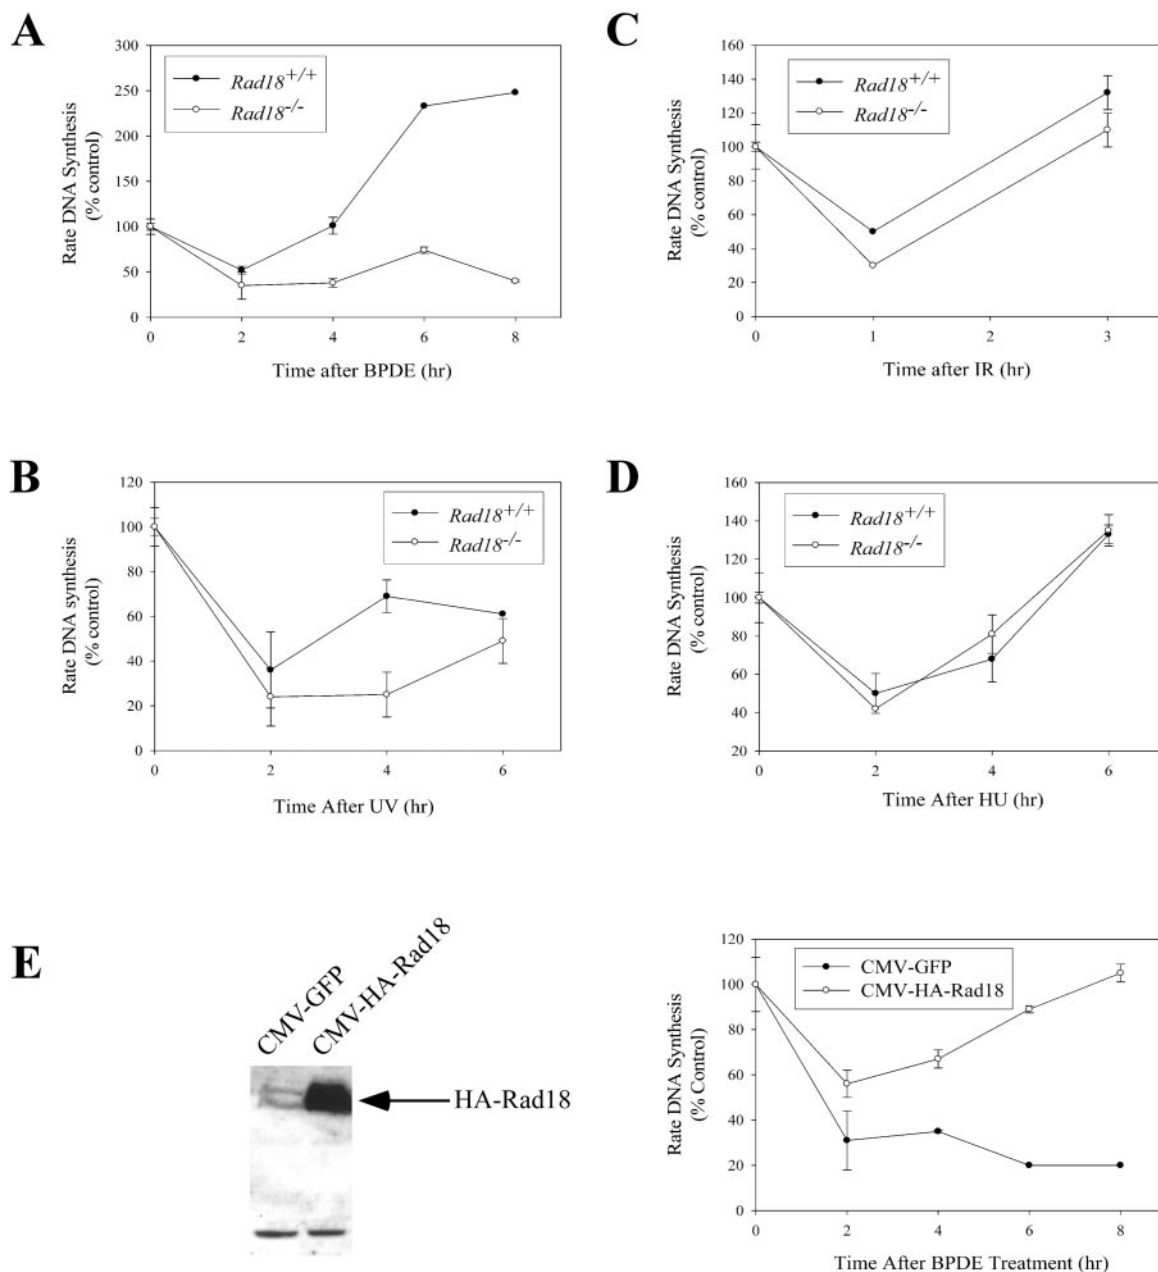 A
Rate DNA Synthesis
(% control)
300
250
200
150
100
50
0
Rad18+/+
Rad18-/-
0 2 4 6 8
Time after BPDE (hr)
C
Rate DNA Synthesis
(% control)
160
140
120
100
80
60
40
20
0
Rad18+/+
Rad18-/-
0 1 2 3
Time after IR (hr)
B
Rate DNA synthesis
(% control)
120
100
80
60
40
20
0
Rad18+/+
Rad18-/-
0 2 4 6
Time After UV (hr)
D
Rate DNA Synthesis
(% control)
160
140
120
100
80
60
40
20
Rad18+/+
Rad18-/-
0 2 4 6
Time After HU (hr)
E
CMV-GFP
CMV-HA-Rad18
HA-Rad18
Rate DNA Synthesis
(% Control)
120
100
80
60
40
20
0
CMV-GFP
CMV-HA-Rad18
0 2 4 6 8
Time After BPDE Treatment (hr)